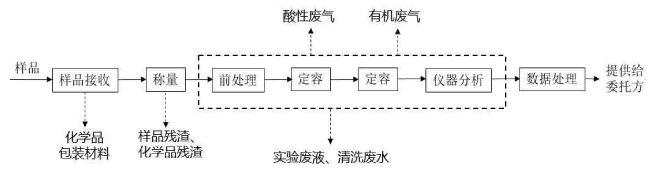 酸性废气
有机废气
样品
样品接收
称量
前处理
定容
定容
仪器分析
数据处理
提供给
委托方
化学品
包装材料
样品残渣、
化学品残渣
实验废液、清洗废水